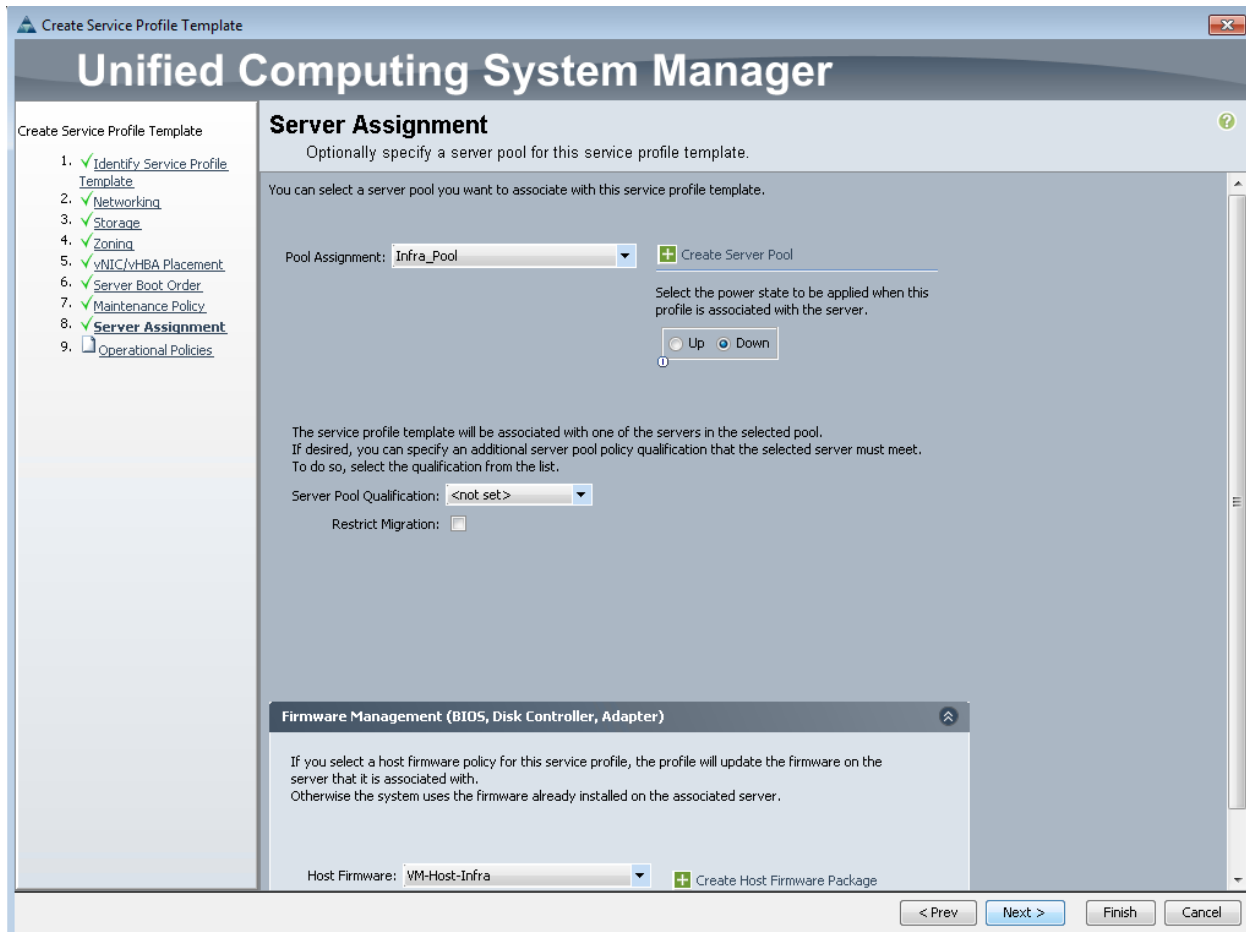 Create Service Profile Template
Unified Computing System Manager
Create Service Profile Template
1. Identify Service Profile
Template
2. Networking
3. Storage
4. Zoning
5. vNIC/vHBA Placement
6. Server Boot Order
7. Maintenance Policy
8. Server Assignment
9. Operational Policies
Server Assignment
Optionally specify a server pool for this service profile template.
You can select a server pool you want to associate with this service profile template.
Pool Assignment: Infra_Pool
Create Server Pool
Select the power state to be applied when this
profile is associated with the server.
Up Down
The service profile template will be associated with one of the servers in the selected pool.
If desired, you can specify an additional server pool policy qualification that the selected server must meet.
To do so, select the qualification from the list.
Server Pool Qualification: <not set>
Restrict Migration:
Firmware Management (BIOS, Disk Controller, Adapter)
If you select a host firmware policy for this service profile, the profile will update the firmware on the
server that it is associated with.
Otherwise the system uses the firmware already installed on the associated server.
Host Firmware: VM-Host-Infra
Create Host Firmware Package
< Prev
Next >
Finish
Cancel